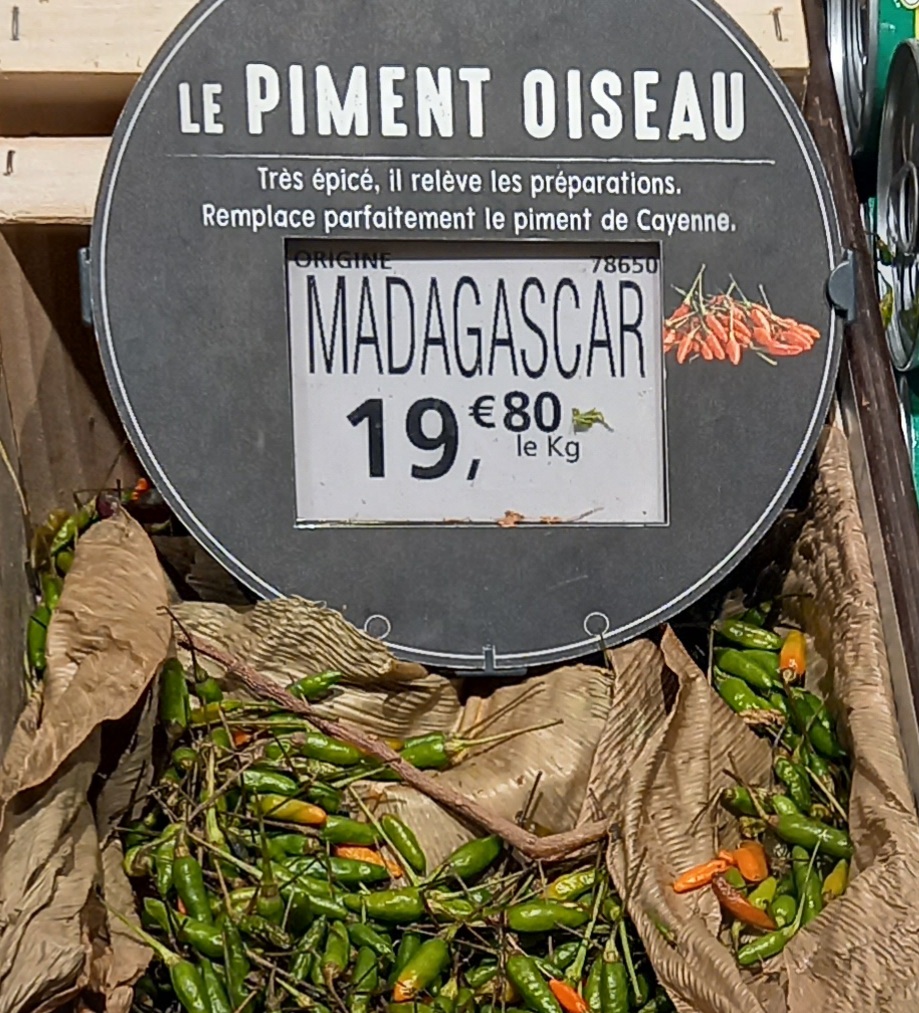 LE PIMENT OISEAU
Très épicé, il relève les préparations.
Remplace parfaitement le piment de Cayenne.
ORIGINE 78650
MADAGASCAR
19,€80
le Kg